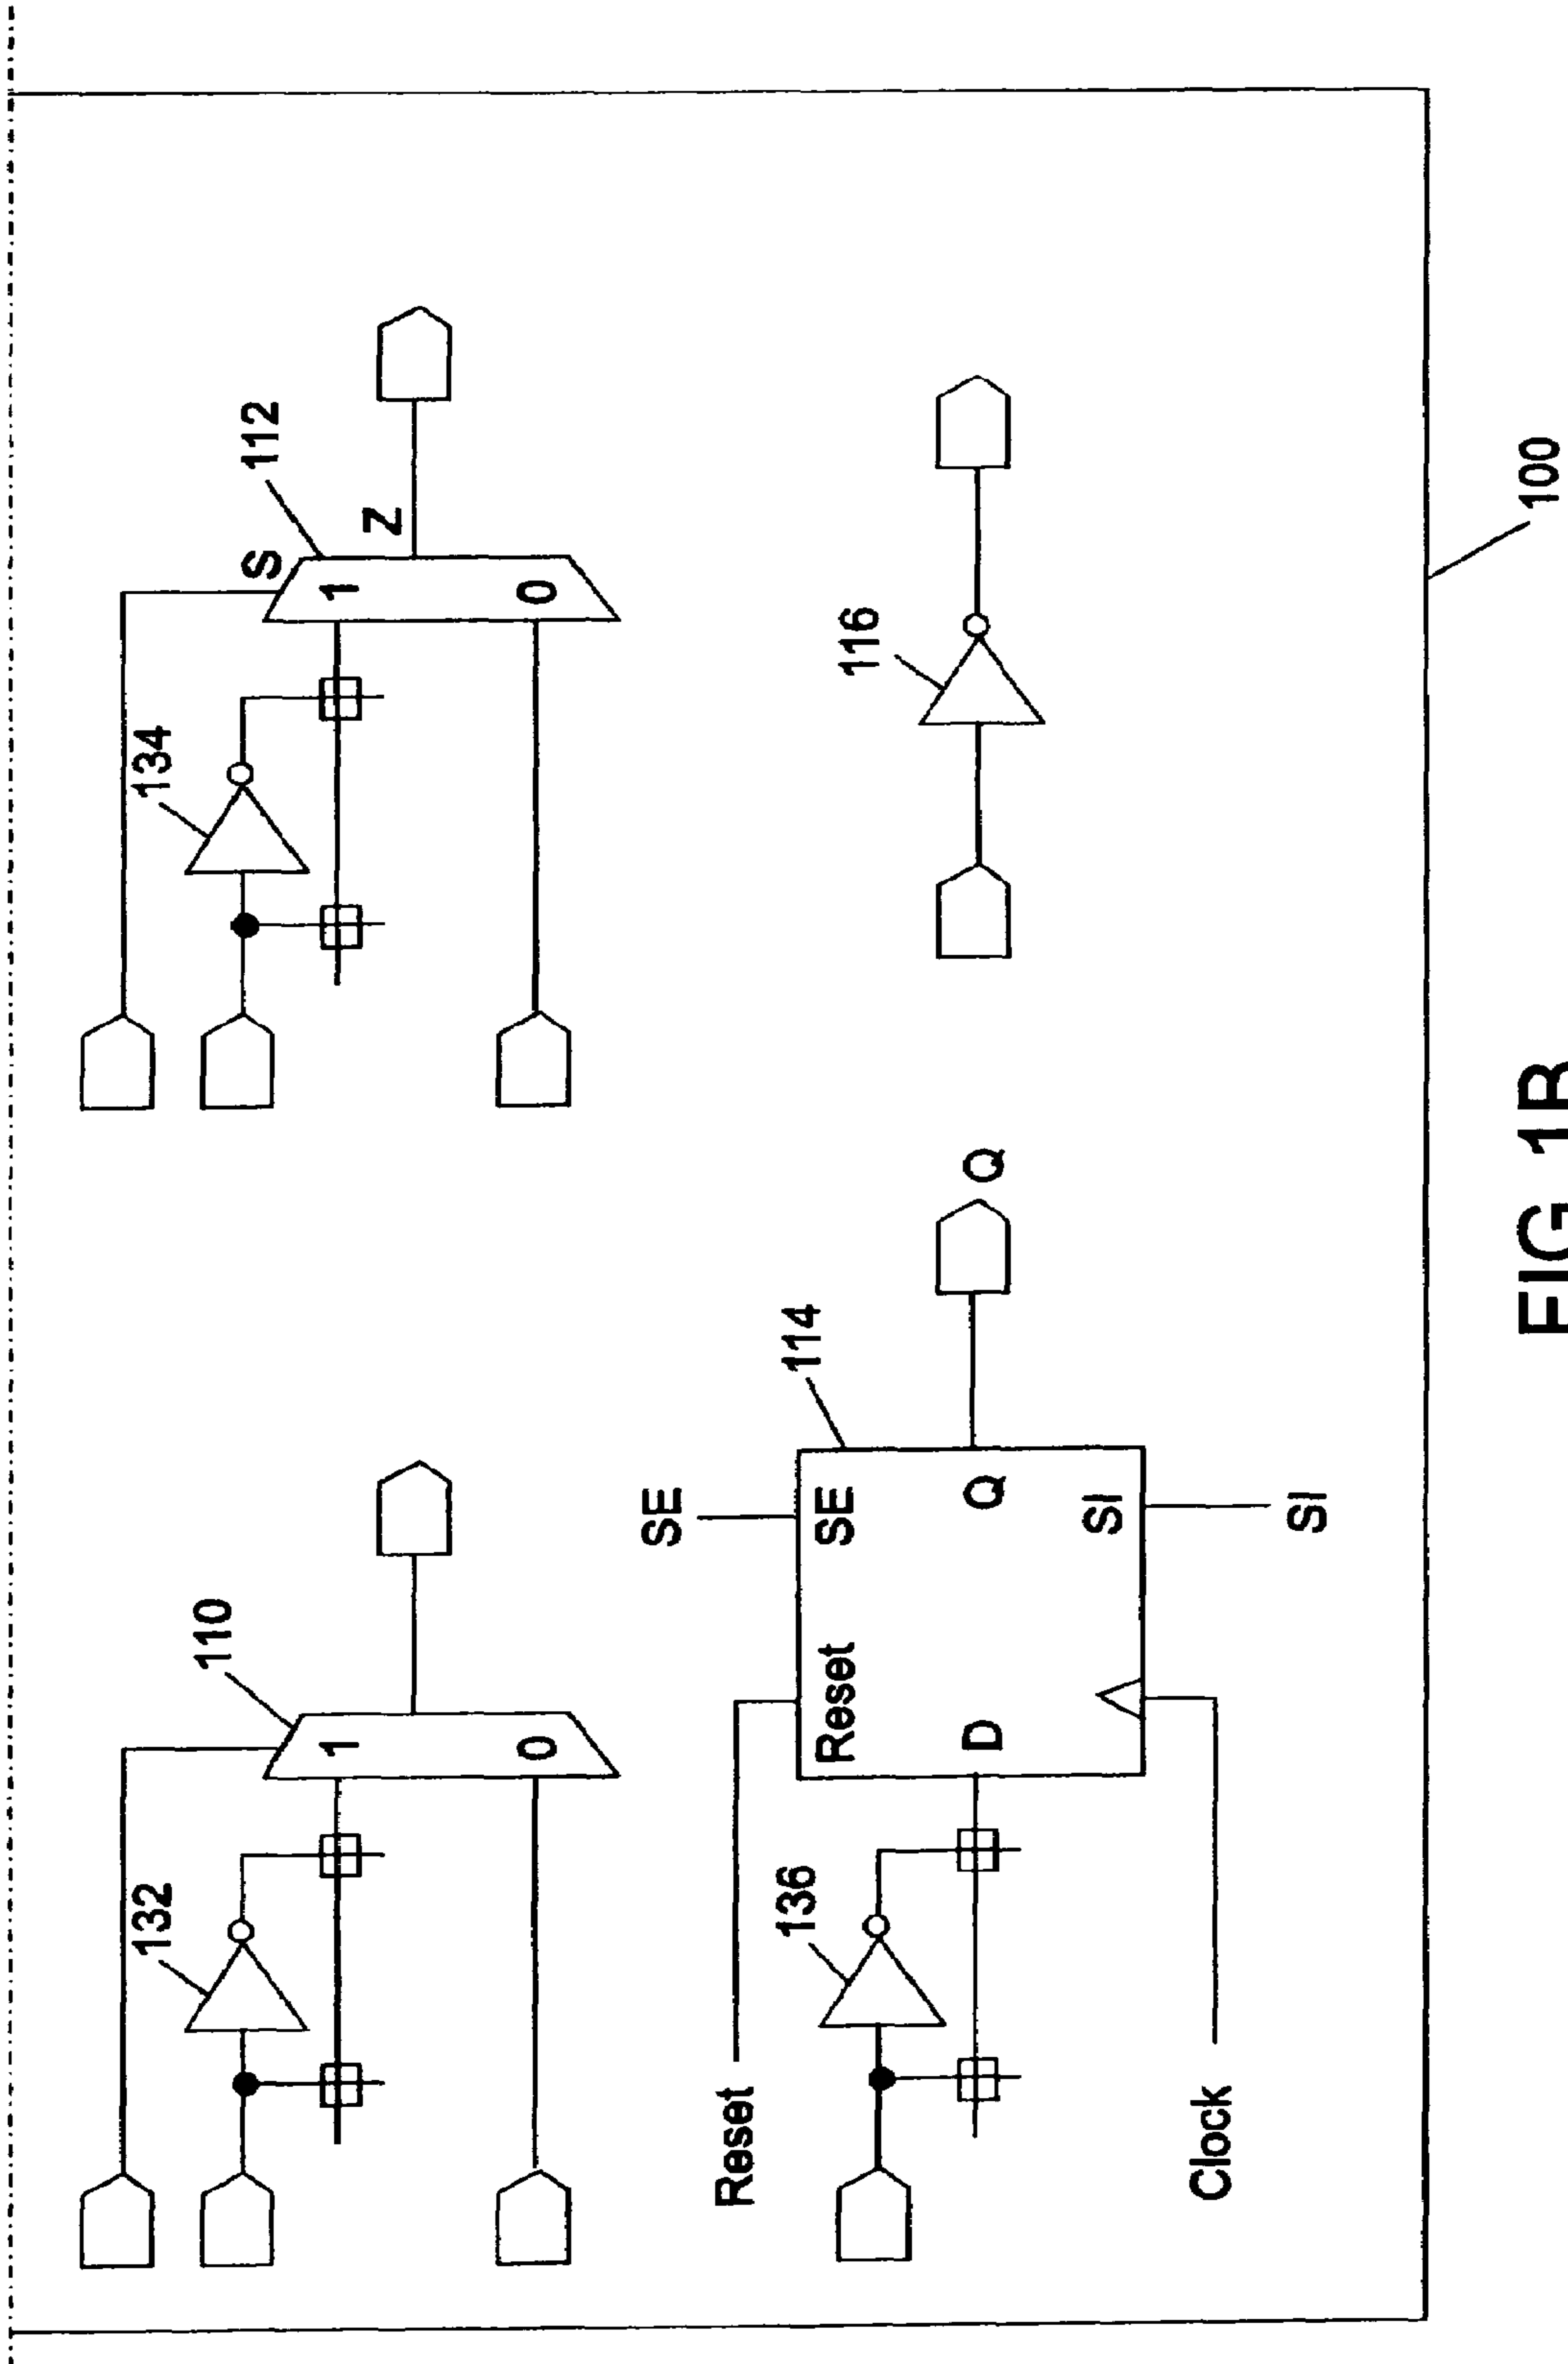 S
112
134
1
Z
0
110
132
1
0
116
SE
114
Reset
136
Reset
SE
D
Q
Q
SI
Clock
SI
100
FIG. 1B